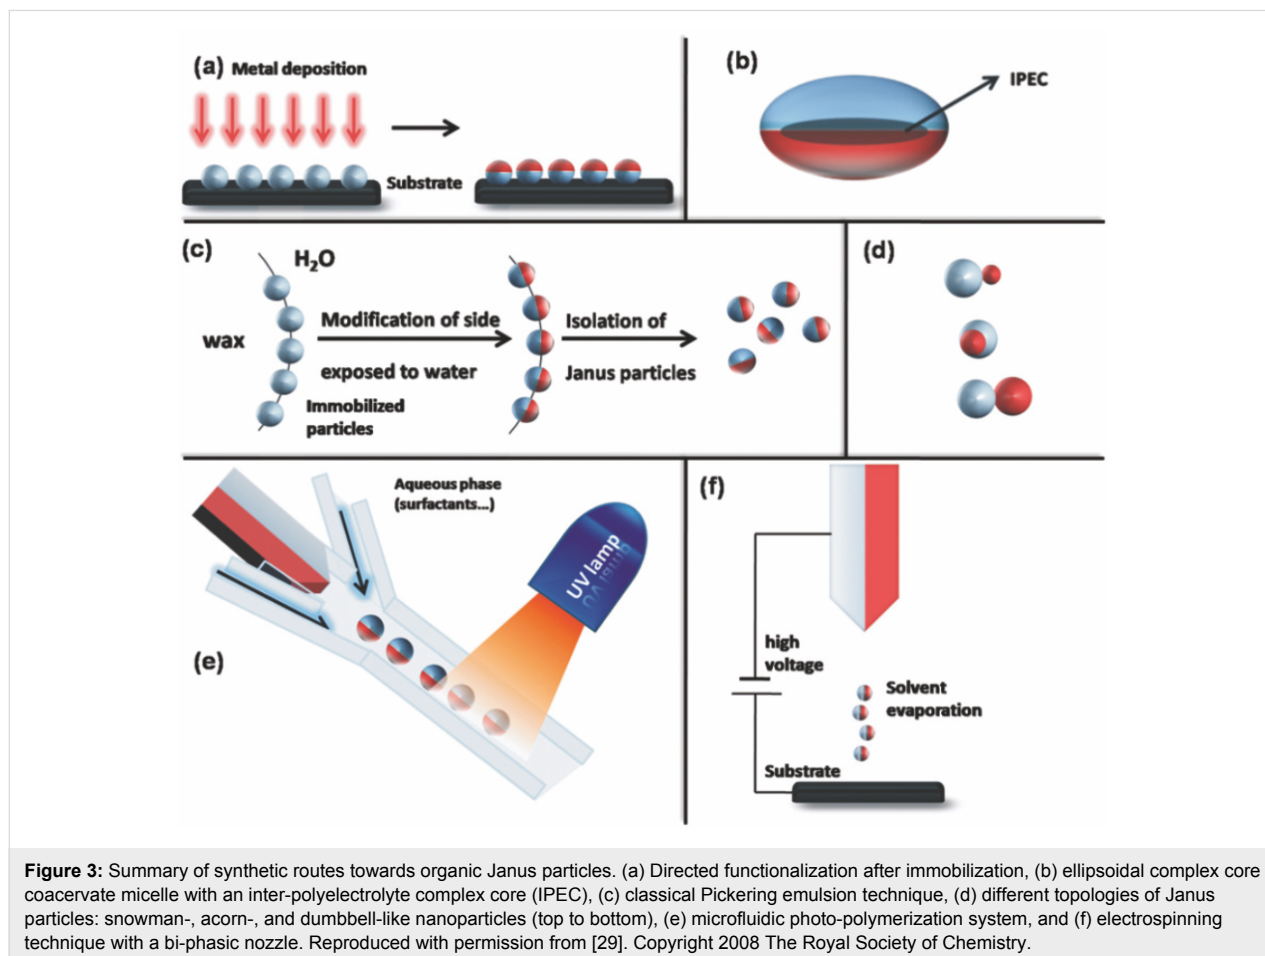 (a) Metal deposition
Substrate
(b)
IPEC
(c)
H₂O
wax
Modification of side
exposed to water
Immobilized
particles
Isolation of
Janus particles
(d)
(e)
Aqueous phase
(surfactants...)
UV lamp
(f)
high
voltage
Solvent
evaporation
Substrate
Figure 3: Summary of synthetic routes towards organic Janus particles. (a) Directed functionalization after immobilization, (b) ellipsoidal complex core
coacervate micelle with an inter-polyelectrolyte complex core (IPEC), (c) classical Pickering emulsion technique, (d) different topologies of Janus
particles: snowman-, acorn-, and dumbbell-like nanoparticles (top to bottom), (e) microfluidic photo-polymerization system, and (f) electrospinning
technique with a bi-phasic nozzle. Reproduced with permission from [29]. Copyright 2008 The Royal Society of Chemistry.